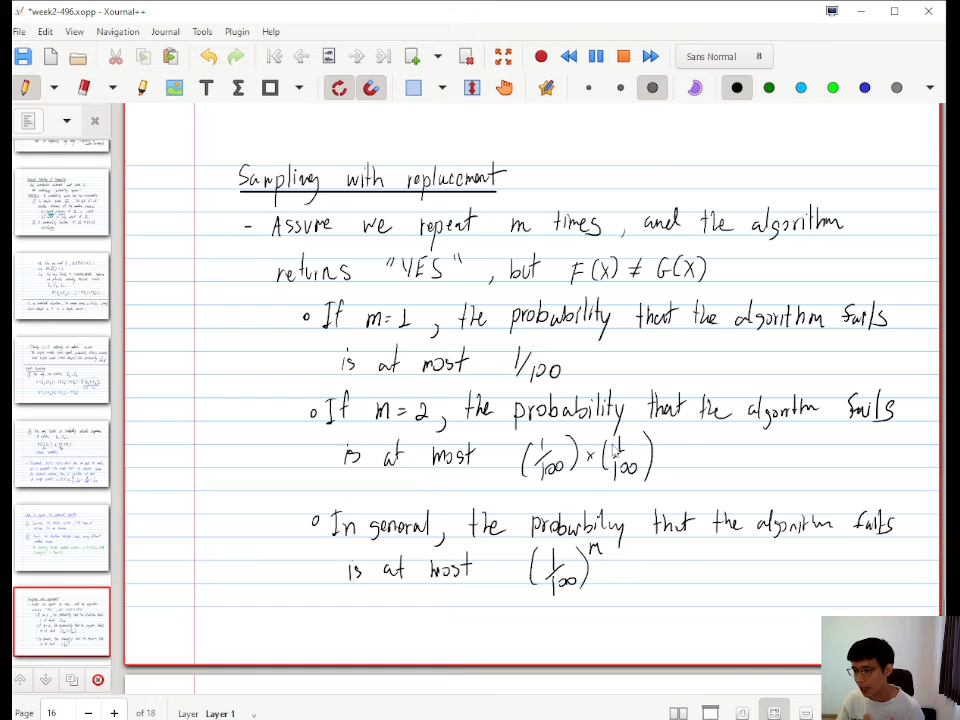 *week2-496.xopp - Xournal++
File Edit View Navigation Journal Tools Plugin Help
Sans Normal 8
Sampling with replacement
- Assume we repeat m times, and the algorithm
returns "YES", but F(X) ≠ G(X)
o If m=1, the probability that the algorithm fails
is at most 1/100
o If m=2, the probability that the algorithm fails
is at most (1/100) × (1/100)
o In general, the probability that the algorithm fails
is at most (1/100)^m
Page 16 of 18 Layer Layer 1